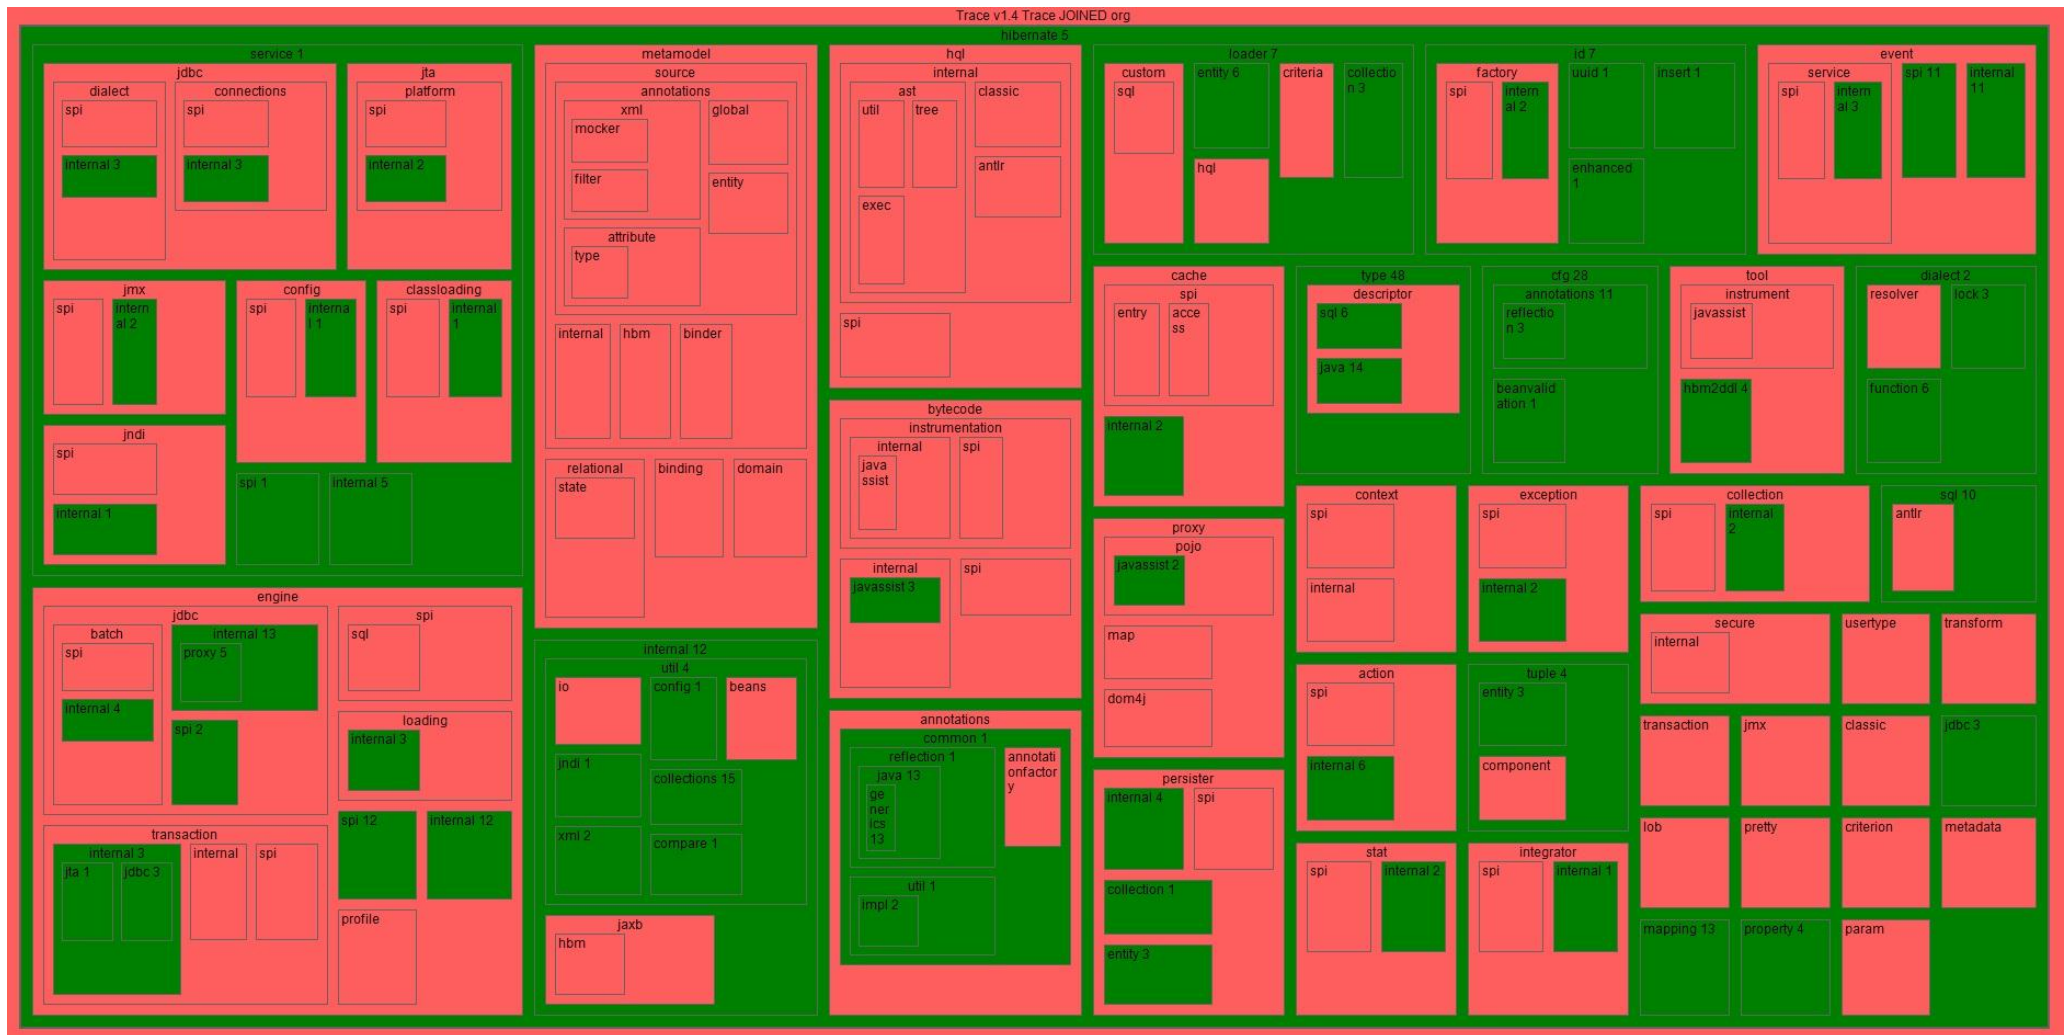 Trace v1.4 Trace JOINED org
hibernate 5
service 1
jdbc
dialect
spi
internal 3
connections
spi
internal 3
jta
platform
spi
internal 2
jmx
spi
intern
al 2
config
spi
interna
l 1
classloading
spi
internal
1
jndi
spi
internal 1
spi 1
internal 5
engine
jdbc
batch
spi
internal 4
internal 13
proxy 5
spi 2
spi
sql
loading
internal 3
transaction
internal 3
jta 1
jdbc 3
internal
spi
spi 12
internal 12
profile
metamodel
source
annotations
xml
mocker
filter
global
entity
attribute
type
internal
hbm
binder
relational
state
binding
domain
internal 12
util 4
io
config 1
beans
jndi 1
collections 15
xml 2
compare 1
jaxb
hbm
hql
internal
ast
util
tree
exec
classic
antlr
spi
bytecode
instrumentation
internal
java
ssist
spi
internal
javassist 3
spi
annotations
common 1
reflection 1
java 13
ge
ner
ics
13
annotati
onfactor
y
util 1
impl 2
loader 7
custom
sql
entity 6
hql
criteria
collectio
n 3
id 7
factory
spi
intern
al 2
uuid 1
insert 1
enhanced
1
event
service
spi
intern
al 3
spi 11
internal
11
cache
spi
entry
acce
ss
internal 2
type 48
descriptor
sql 6
java 14
cfg 28
annotations 11
reflectio
n 3
beanvalid
ation 1
tool
instrument
javassist
hbm2ddl 4
dialect 2
resolver
lock 3
function 6
proxy
pojo
javassist 2
map
dom4j
persister
internal 4
spi
collection 1
entity 3
context
spi
internal
exception
spi
internal 2
collection
spi
internal
2
sql 10
antlr
action
spi
internal 6
tuple 4
entity 3
component
stat
spi
internal 2
integrator
spi
internal 1
secure
internal
usertype
transform
transaction
jmx
classic
jdbc 3
lob
pretty
criterion
metadata
mapping 13
property 4
param